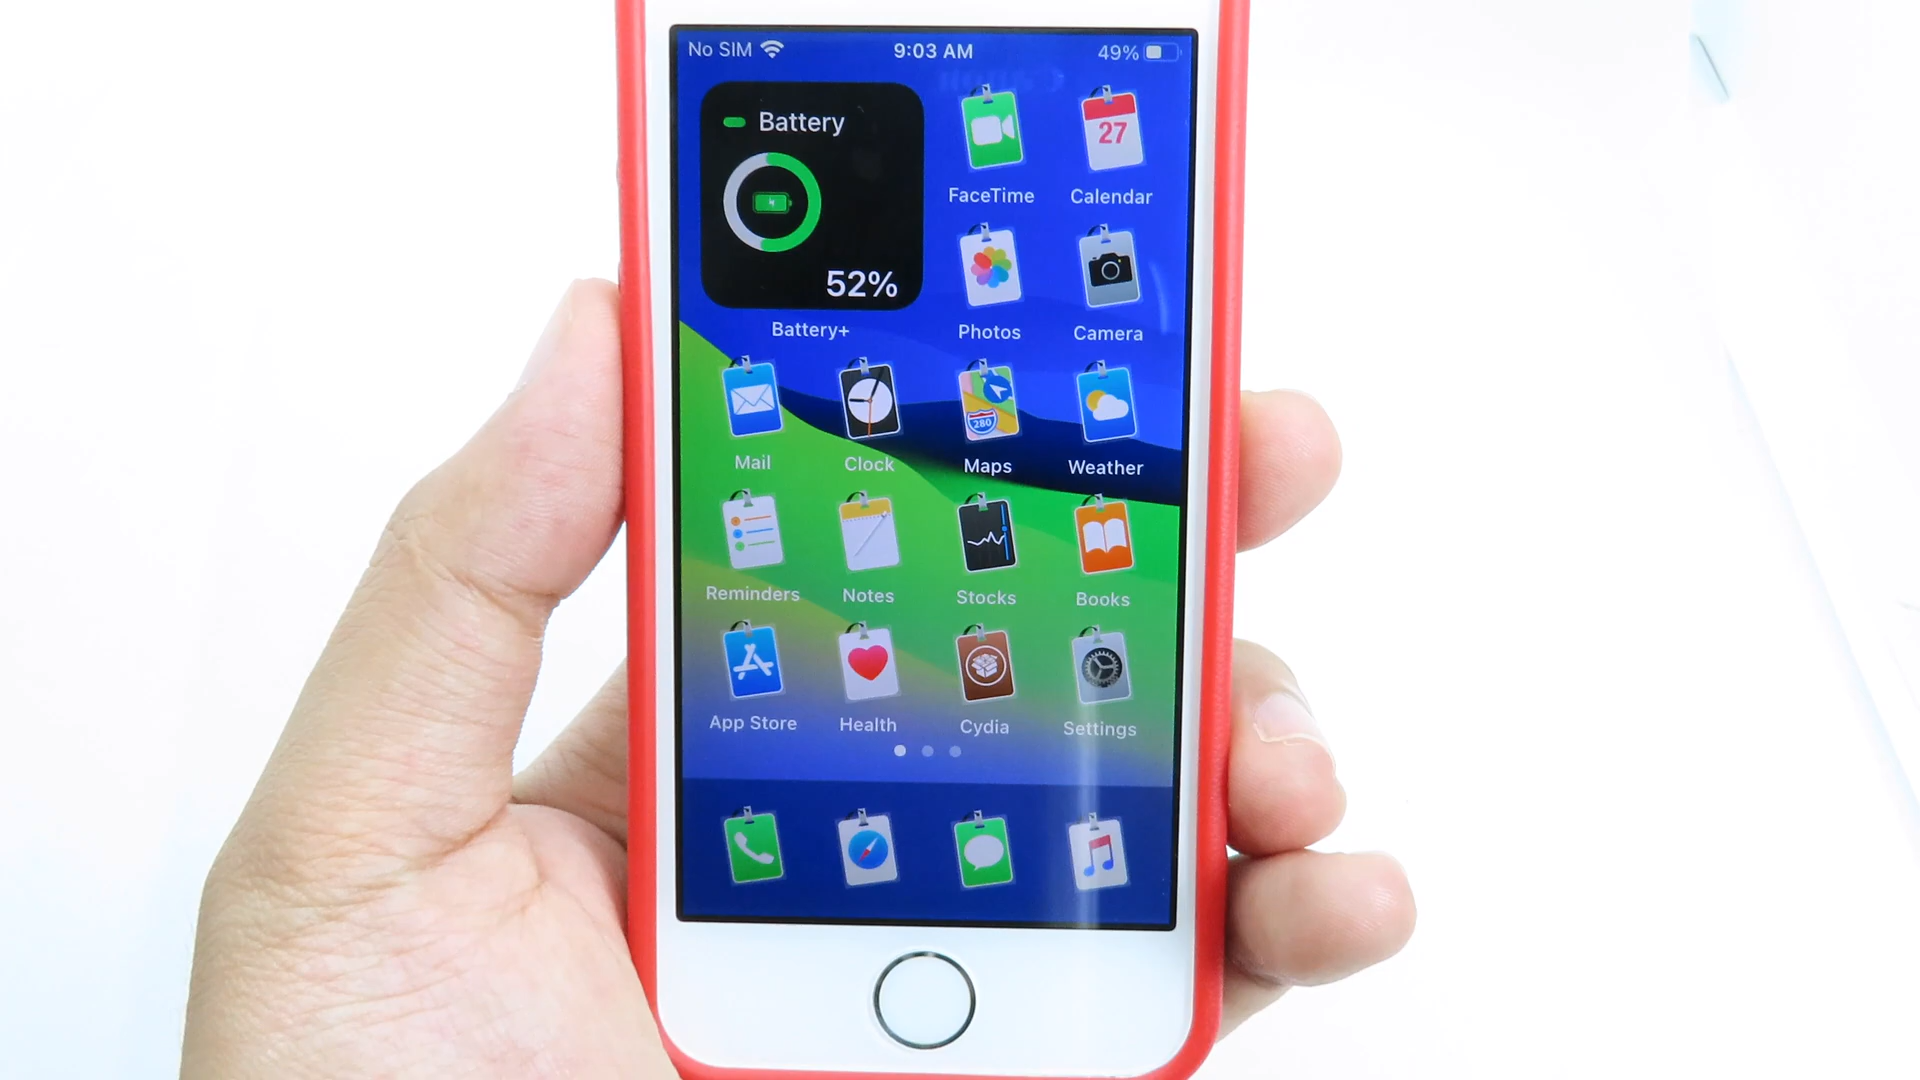 No SIM 9:03 AM 49%
Battery
52%
Battery+
27
FaceTime Calendar
Photos Camera
280
Mail Clock Maps Weather
Reminders Notes Stocks Books
App Store Health Cydia Settings